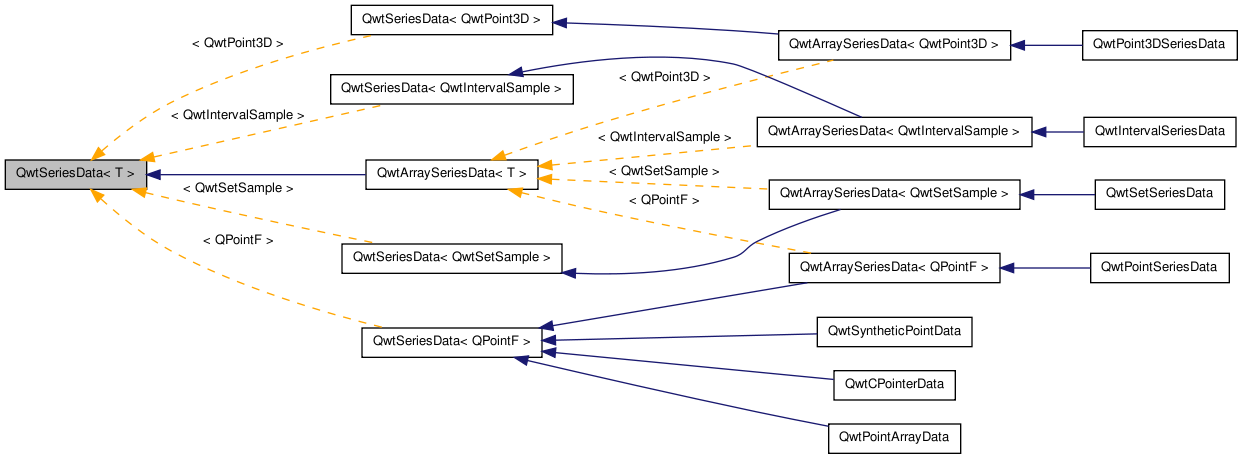 QwtSeriesData< QwtPoint3D >
< QwtPoint3D >
QwtArraySeriesData< QwtPoint3D >
QwtPoint3DSeriesData
< QwtPoint3D >
QwtSeriesData< QwtIntervalSample >
< QwtIntervalSample >
QwtArraySeriesData< QwtIntervalSample >
QwtIntervalSeriesData
< QwtIntervalSample >
QwtSeriesData< T >
QwtArraySeriesData< T >
< QwtSetSample >
< QwtSetSample >
QwtArraySeriesData< QwtSetSample >
QwtSetSeriesData
< QPointF >
< QPointF >
QwtSeriesData< QwtSetSample >
QwtArraySeriesData< QPointF >
QwtPointSeriesData
QwtSeriesData< QPointF >
QwtSyntheticPointData
QwtCPointerData
QwtPointArrayData